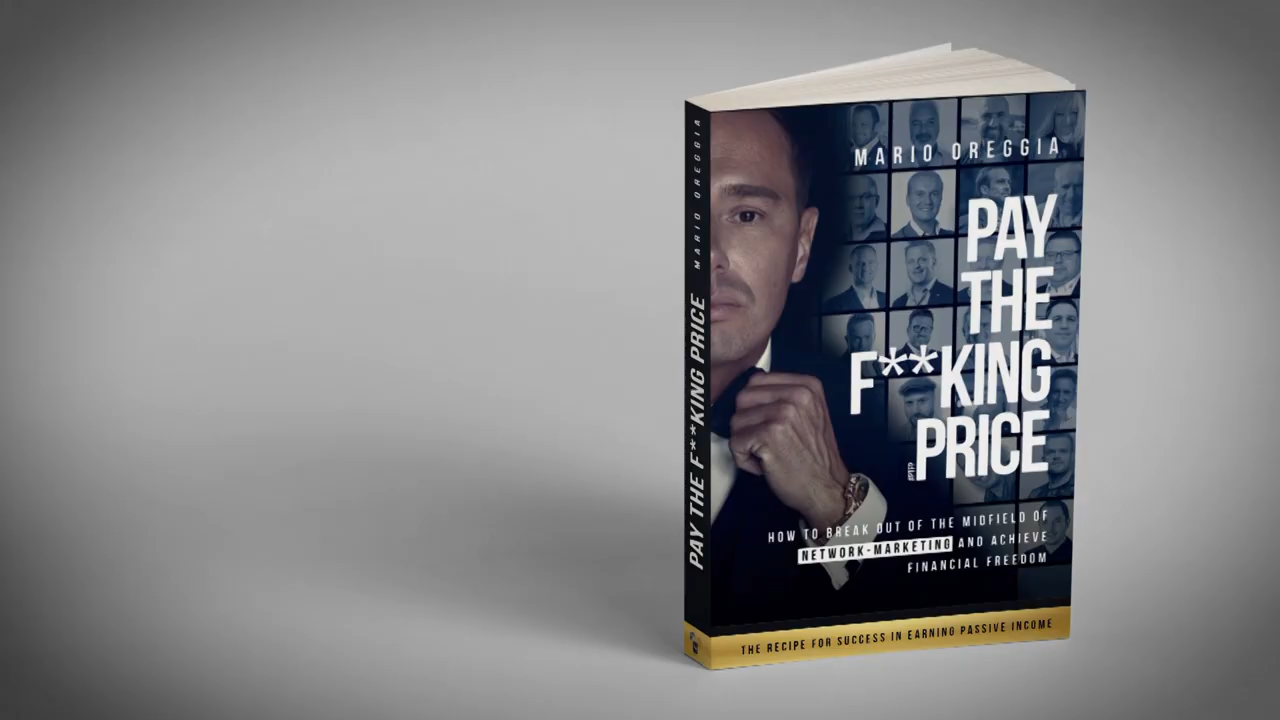 MARIO OREGGIA
PAY THE F**KING PRICE
MARIO OREGGIA
PAY
THE
F**KING
PRICE
#PTFP
HOW TO BREAK OUT OF THE MIDFIELD OF
NETWORK-MARKETING AND ACHIEVE
FINANCIAL FREEDOM
THE RECIPE FOR SUCCESS IN EARNING PASSIVE INCOME